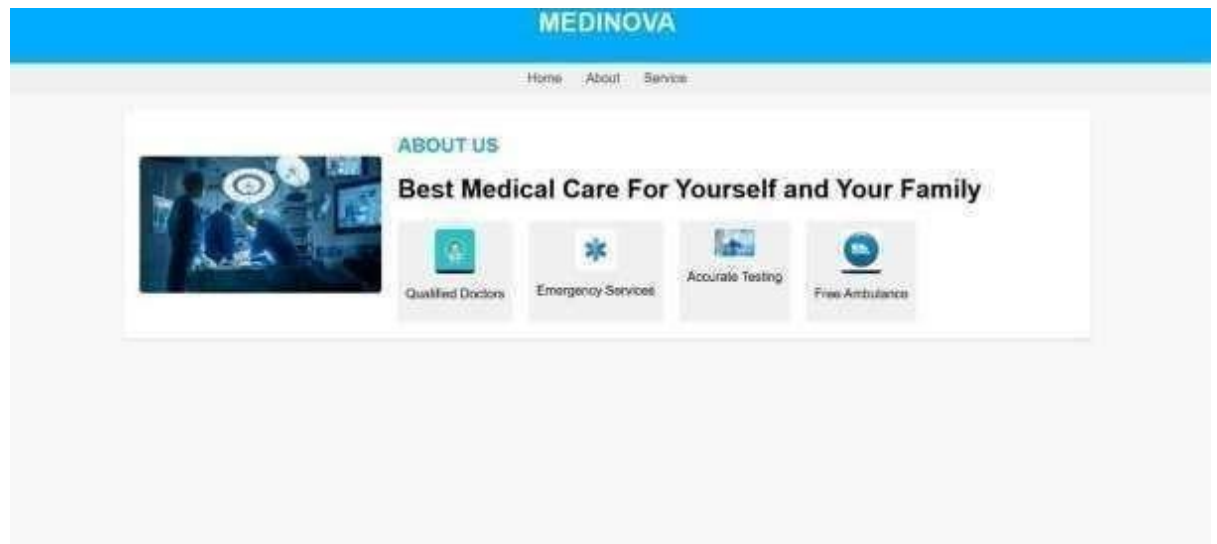 MEDINOVA
Home About Service
ABOUT US
Best Medical Care For Yourself and Your Family
Qualified Doctors
Emergency Services
Accurate Testing
Free Ambulance